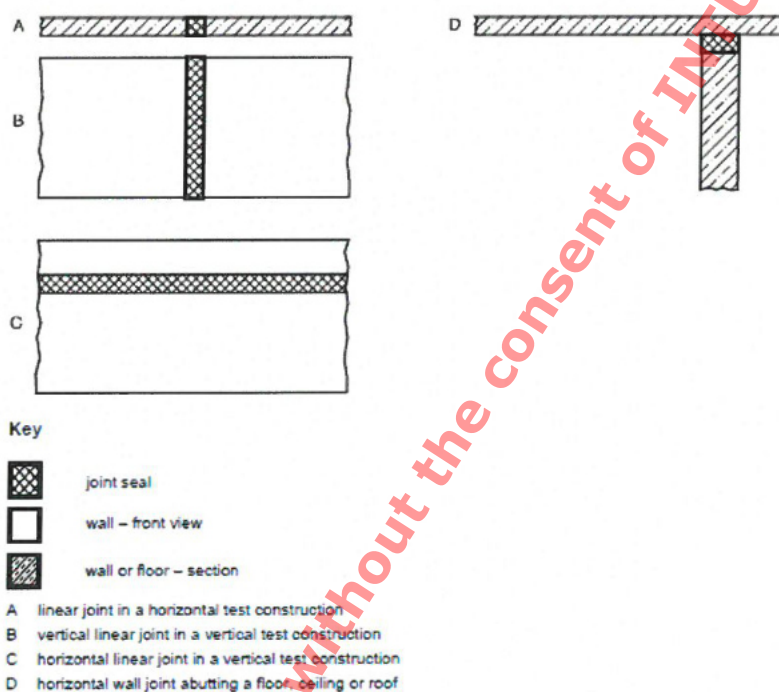 A
D
B
C
Key
joint seal
wall – front view
wall or floor – section
A linear joint in a horizontal test construction
B vertical linear joint in a vertical test construction
C horizontal linear joint in a vertical test construction
D horizontal wall joint abutting a floor, ceiling or roof
without the consent of